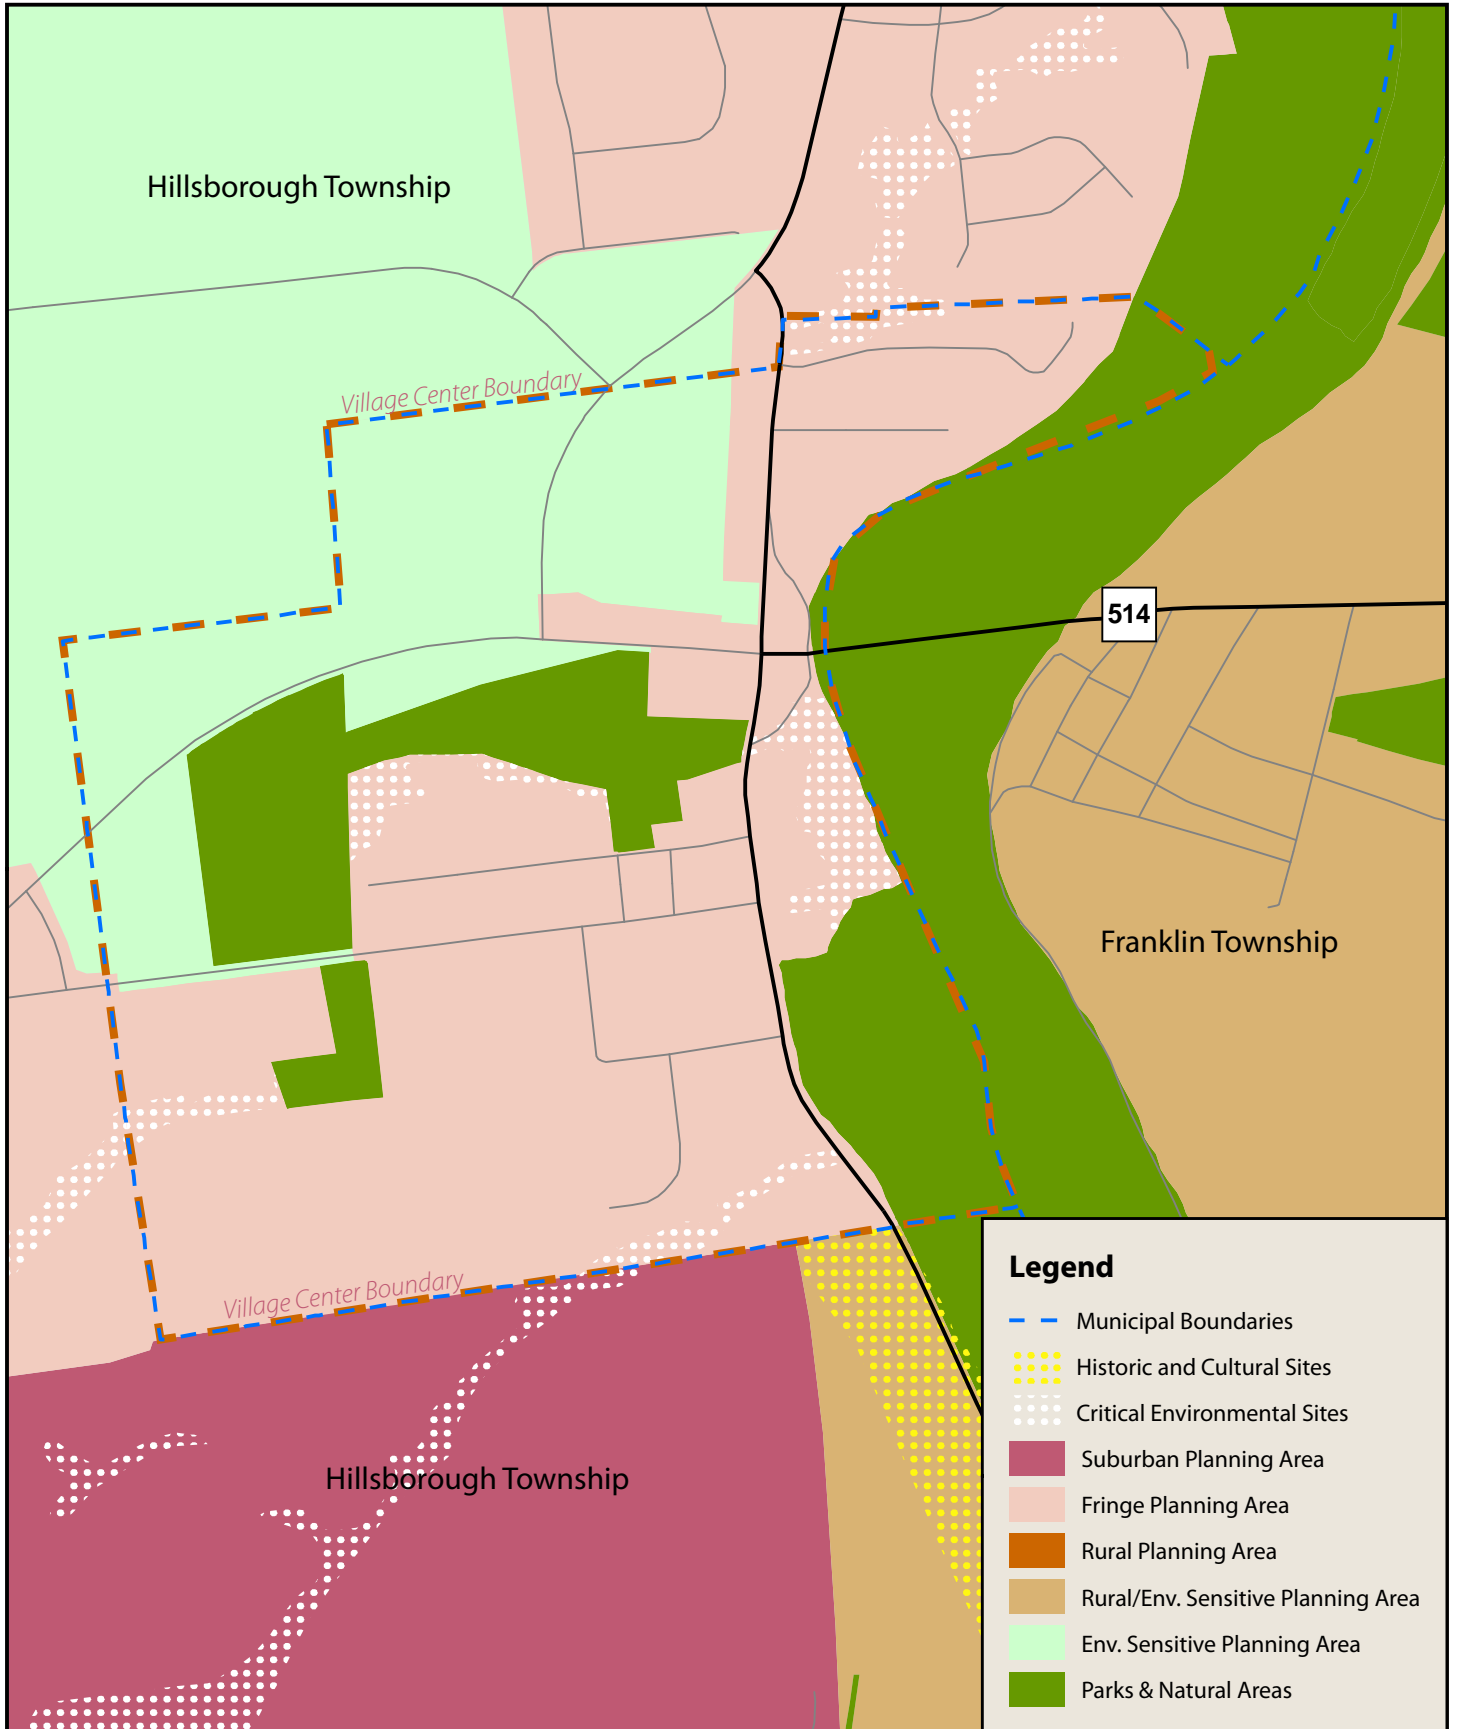 Hillsborough Township
Village Center Boundary
514
Franklin Township
Village Center Boundary
Hillsborough Township
Legend
Municipal Boundaries
Historic and Cultural Sites
Critical Environmental Sites
Suburban Planning Area
Fringe Planning Area
Rural Planning Area
Rural/Env. Sensitive Planning Area
Env. Sensitive Planning Area
Parks & Natural Areas